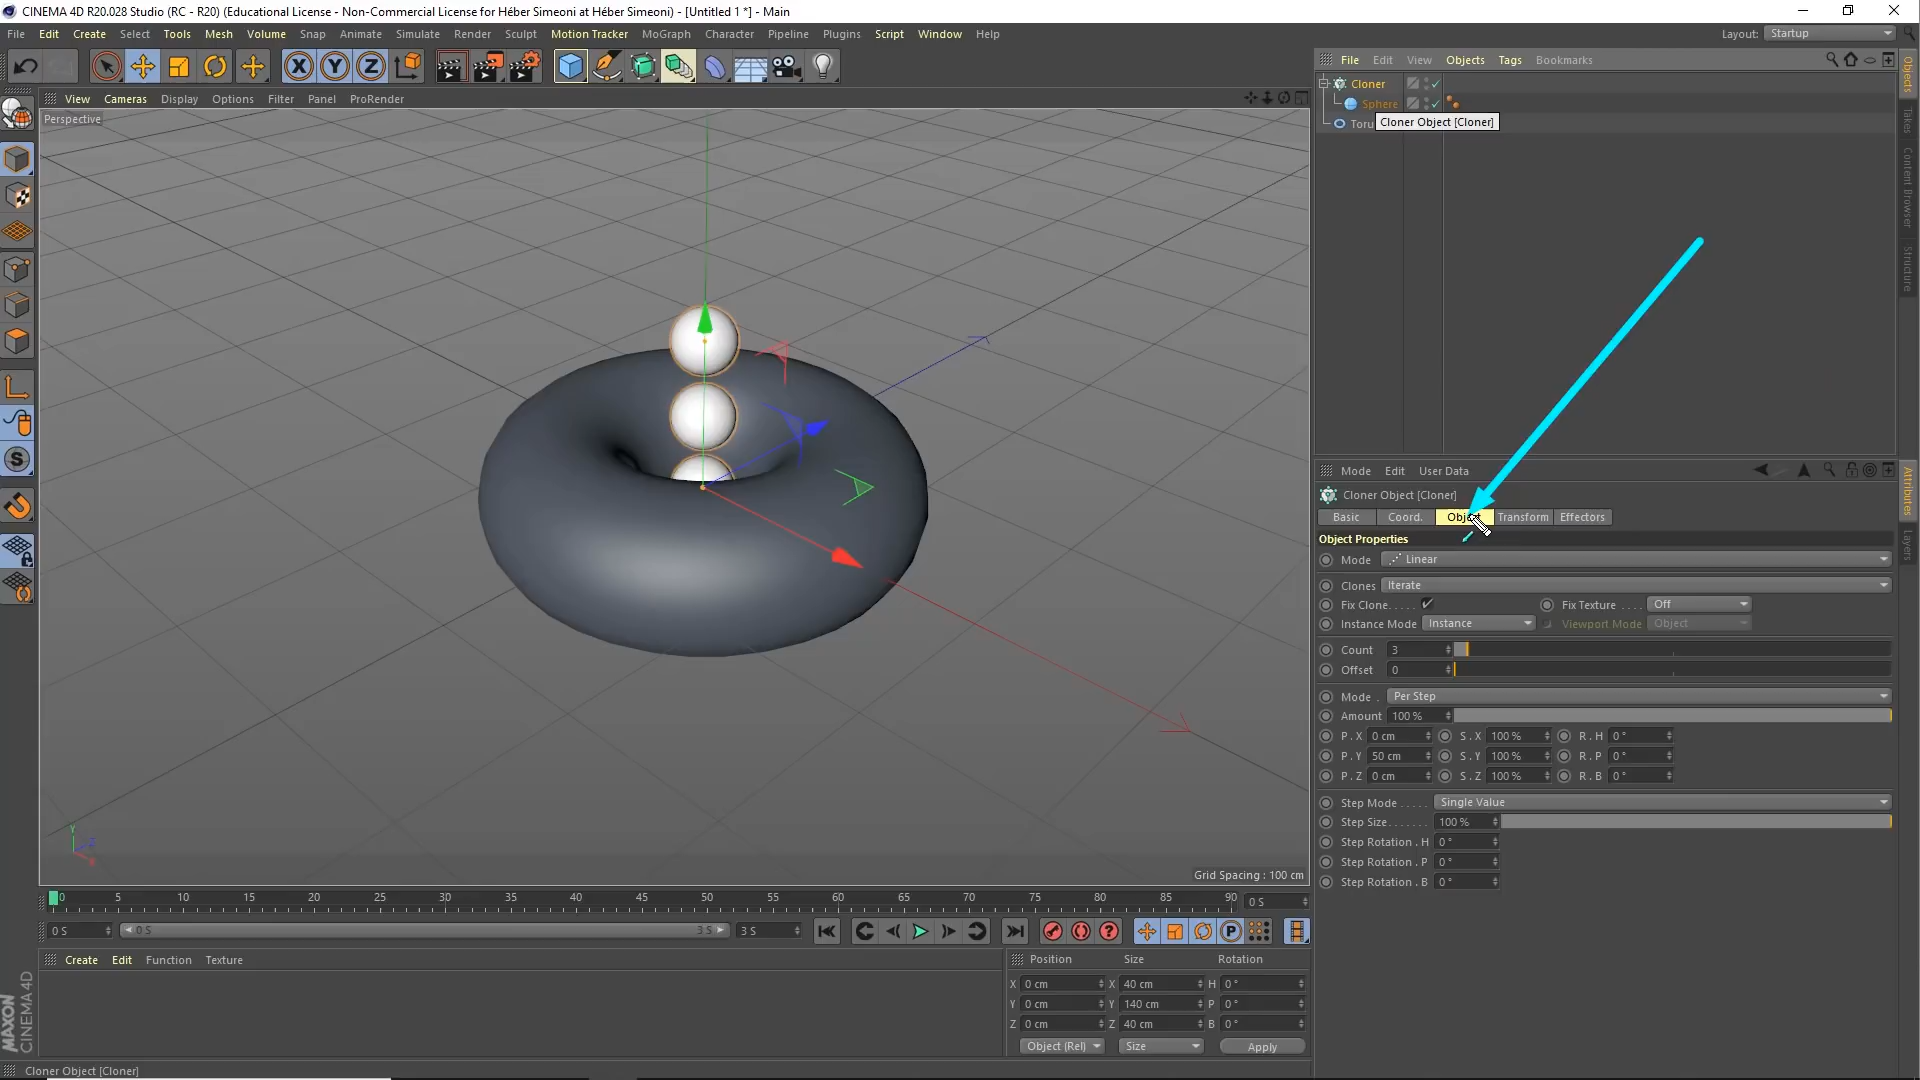 CINEMA 4D R20.028 Studio (RC - R20) (Educational License - Non-Commercial License for Héber Simeoni at Héber Simeoni) - [Untitled 1 *] - Main
File Edit Create Select Tools Mesh Volume Snap Animate Simulate Render Sculpt Motion Tracker MoGraph Character Pipeline Plugins Script Window Help
Layout: Startup
File Edit View Objects Tags Bookmarks
View Cameras Display Options Filter Panel ProRender
Perspective
Cloner
Sphere
Toru
Cloner Object [Cloner]
Objects
Takes
Content Browser
Structure
Mode Edit User Data
Cloner Object [Cloner]
Basic Coord. Object Transform Effectors
Object Properties
Mode Linear
Clones Iterate
Fix Clone..... Fix Texture .... Off
Instance Mode Instance Viewport Mode Object
Count 3
Offset 0
Mode . Per Step
Amount 100 %
P . X 0 cm S . X 100 % R . H 0 °
P . Y 50 cm S . Y 100 % R . P 0 °
P . Z 0 cm S . Z 100 % R . B 0 °
Step Mode ..... Single Value
Step Size....... 100 %
Step Rotation . H 0 °
Step Rotation . P 0 °
Step Rotation . B 0 °
Attributes
Layers
Y
Z
X
Grid Spacing : 100 cm
0 5 10 15 20 25 30 35 40 45 50 55 60 65 70 75 80 85 90 0 S
0 S 0 S 3 S 3 S
Create Edit Function Texture
Position Size Rotation
X 0 cm X 40 cm H 0 °
Y 0 cm Y 140 cm P 0 °
Z 0 cm Z 40 cm B 0 °
Object (Rel) Size Apply
MAXON
CINEMA 4D
Cloner Object [Cloner]